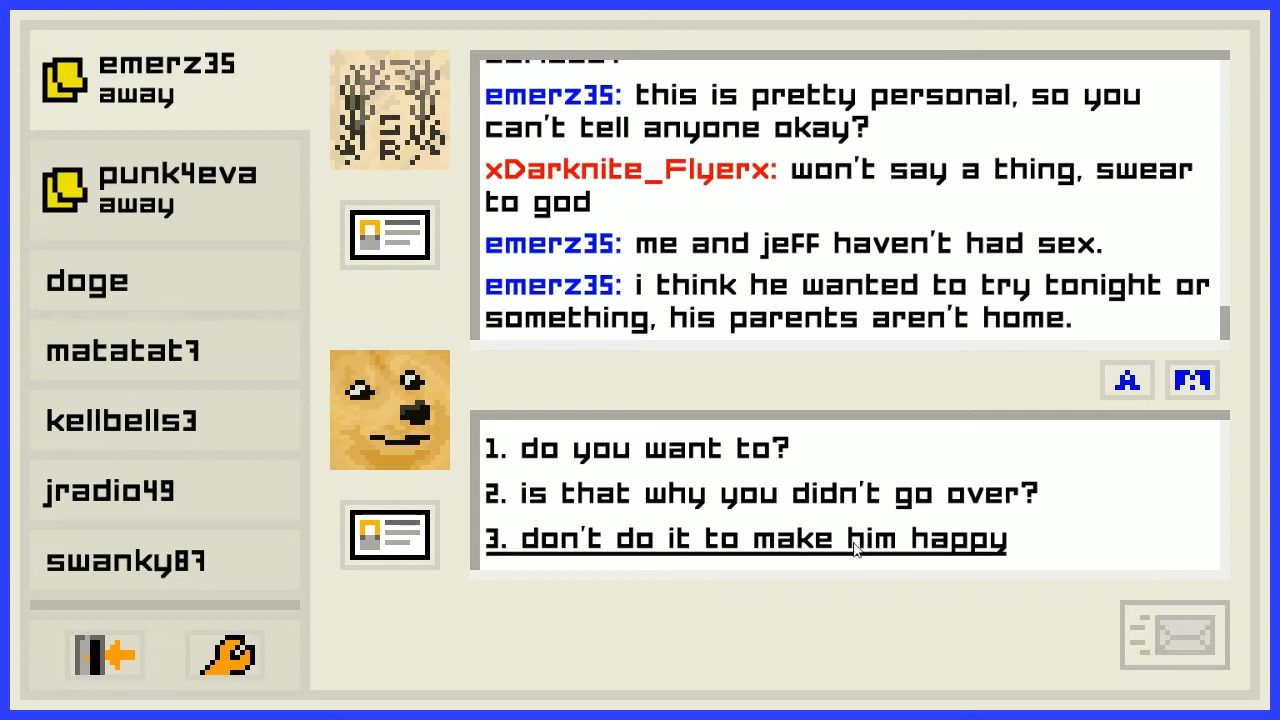 emerz35
away
punk4eva
away
doge
matatat7
kellbells3
jradio49
swanky87
emerz35: this is pretty personal, so you
can't tell anyone okay?
xDarknite_Flyerx: won't say a thing, swear
to god
emerz35: me and jeff haven't had sex.
emerz35: i think he wanted to try tonight or
something, his parents aren't home.
A
1. do you want to?
2. is that why you didn't go over?
3. don't do it to make him happy